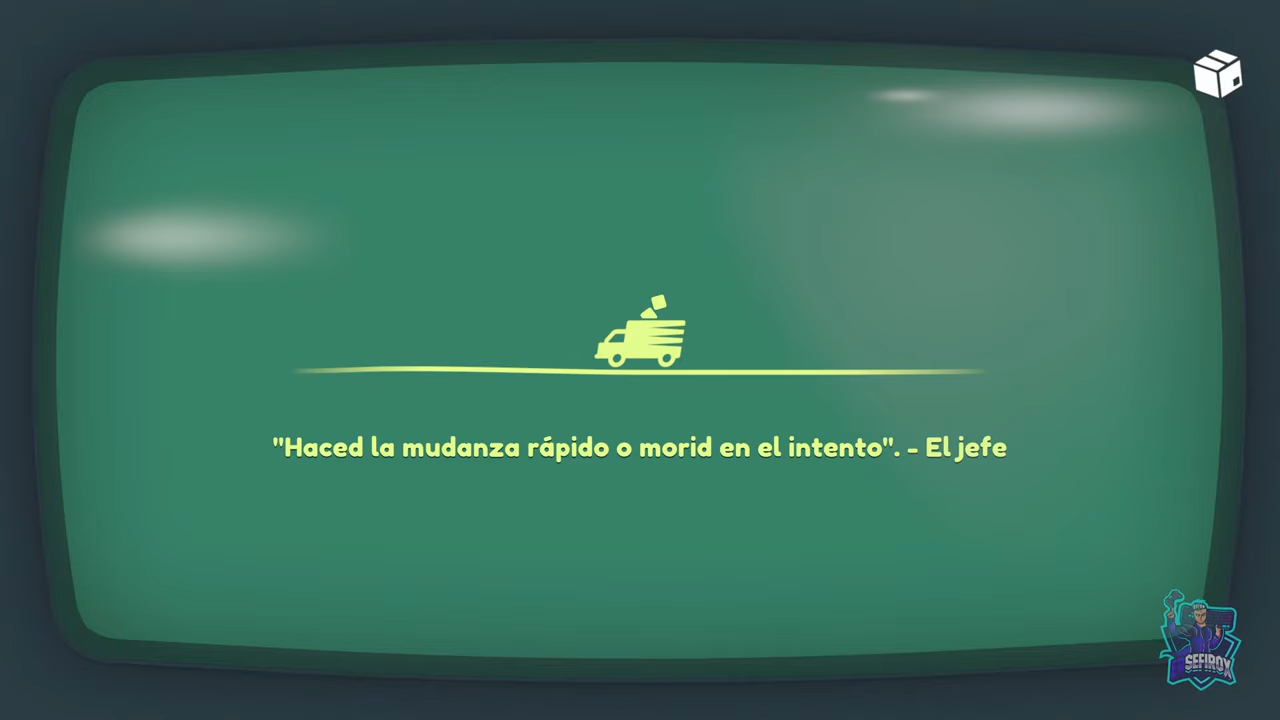 "Haced la mudanza rápido o morid en el intento". - El jefe
SEFIROX